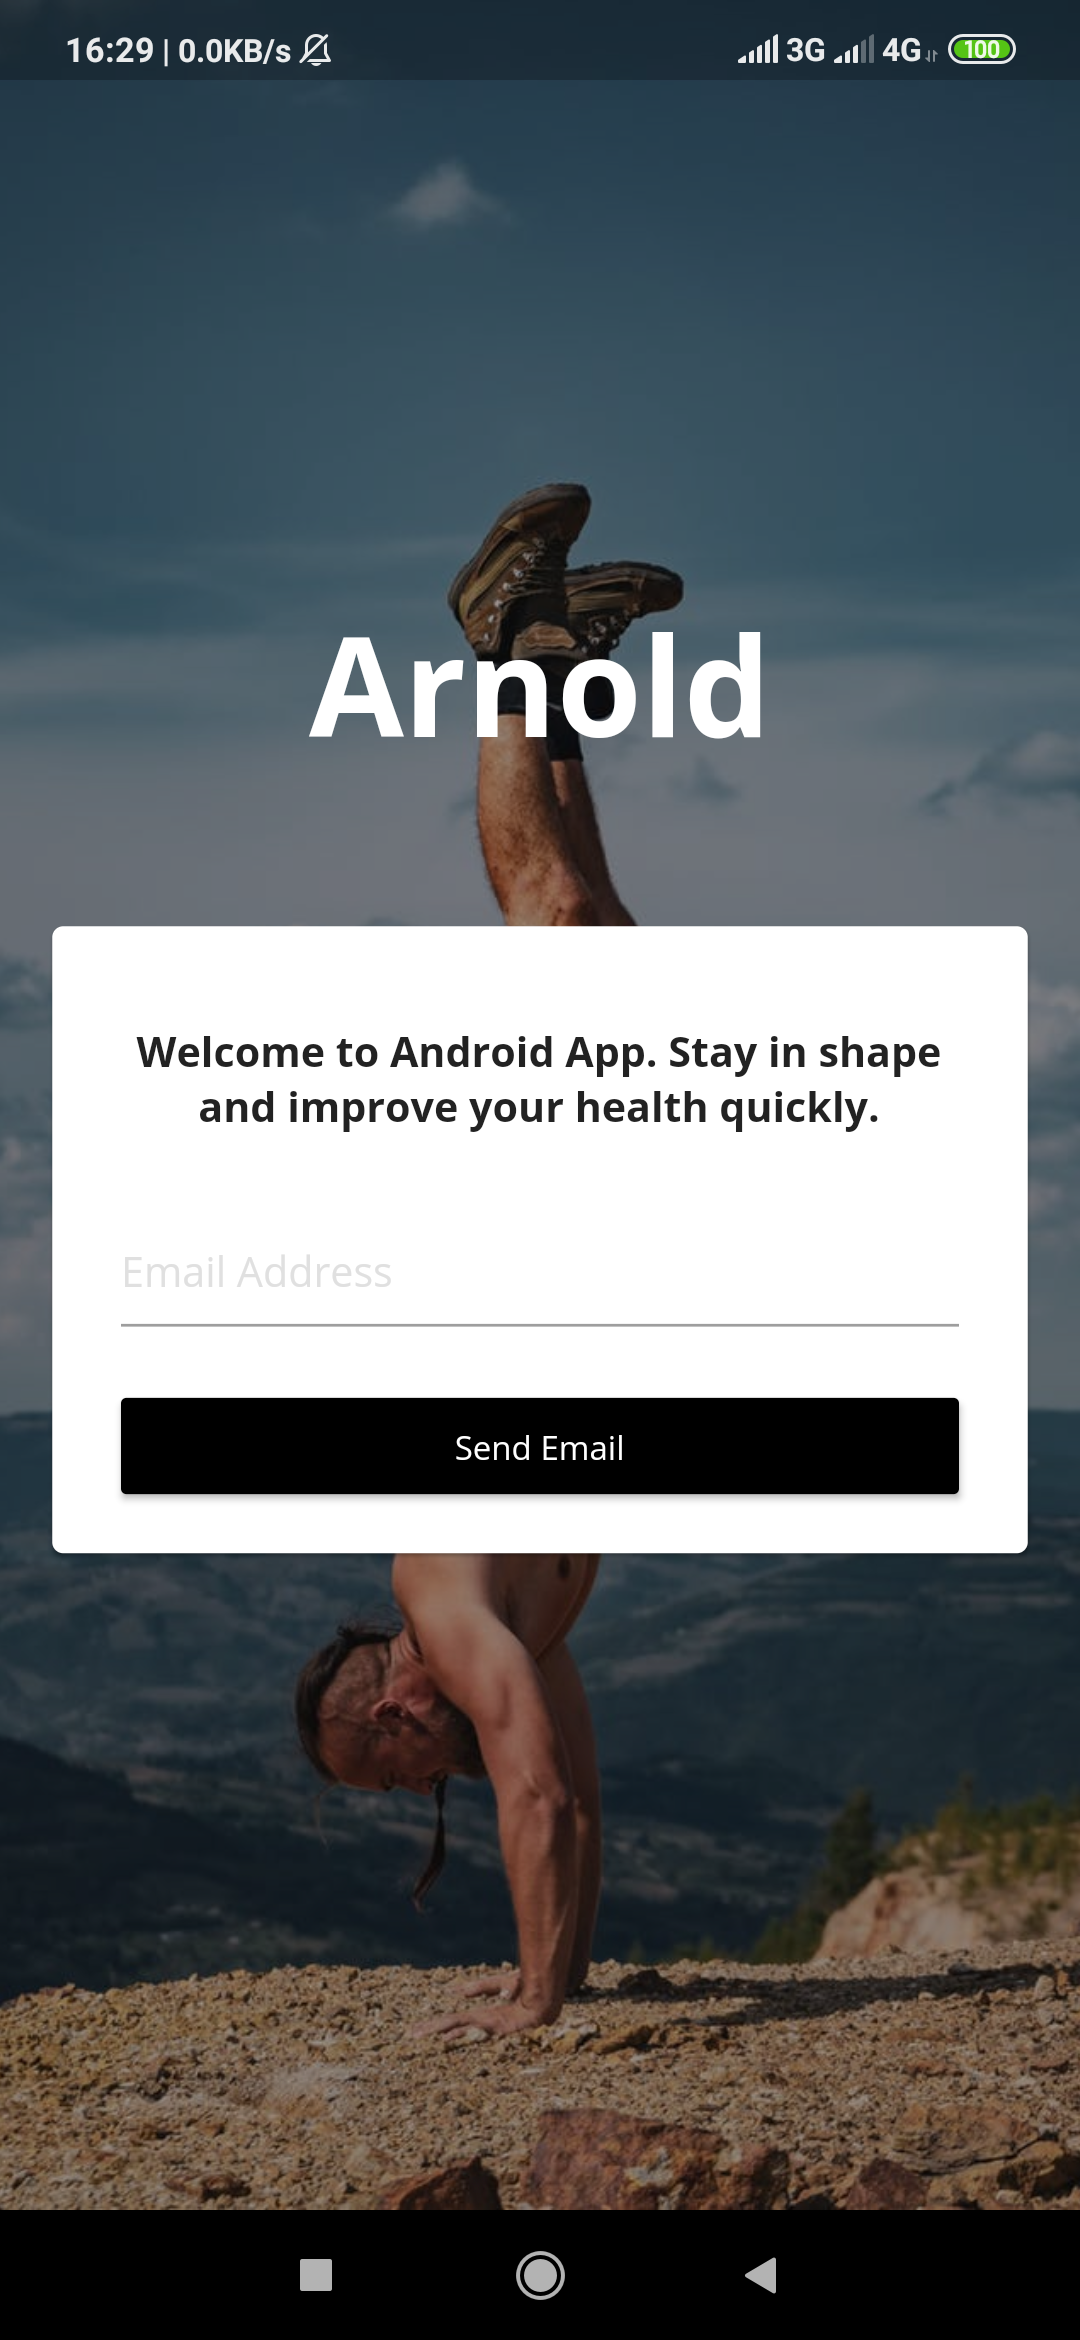 16:29 | 0.0KB/s 3G 4G 100
Arnold
Welcome to Android App. Stay in shape
and improve your health quickly.
Email Address
Send Email